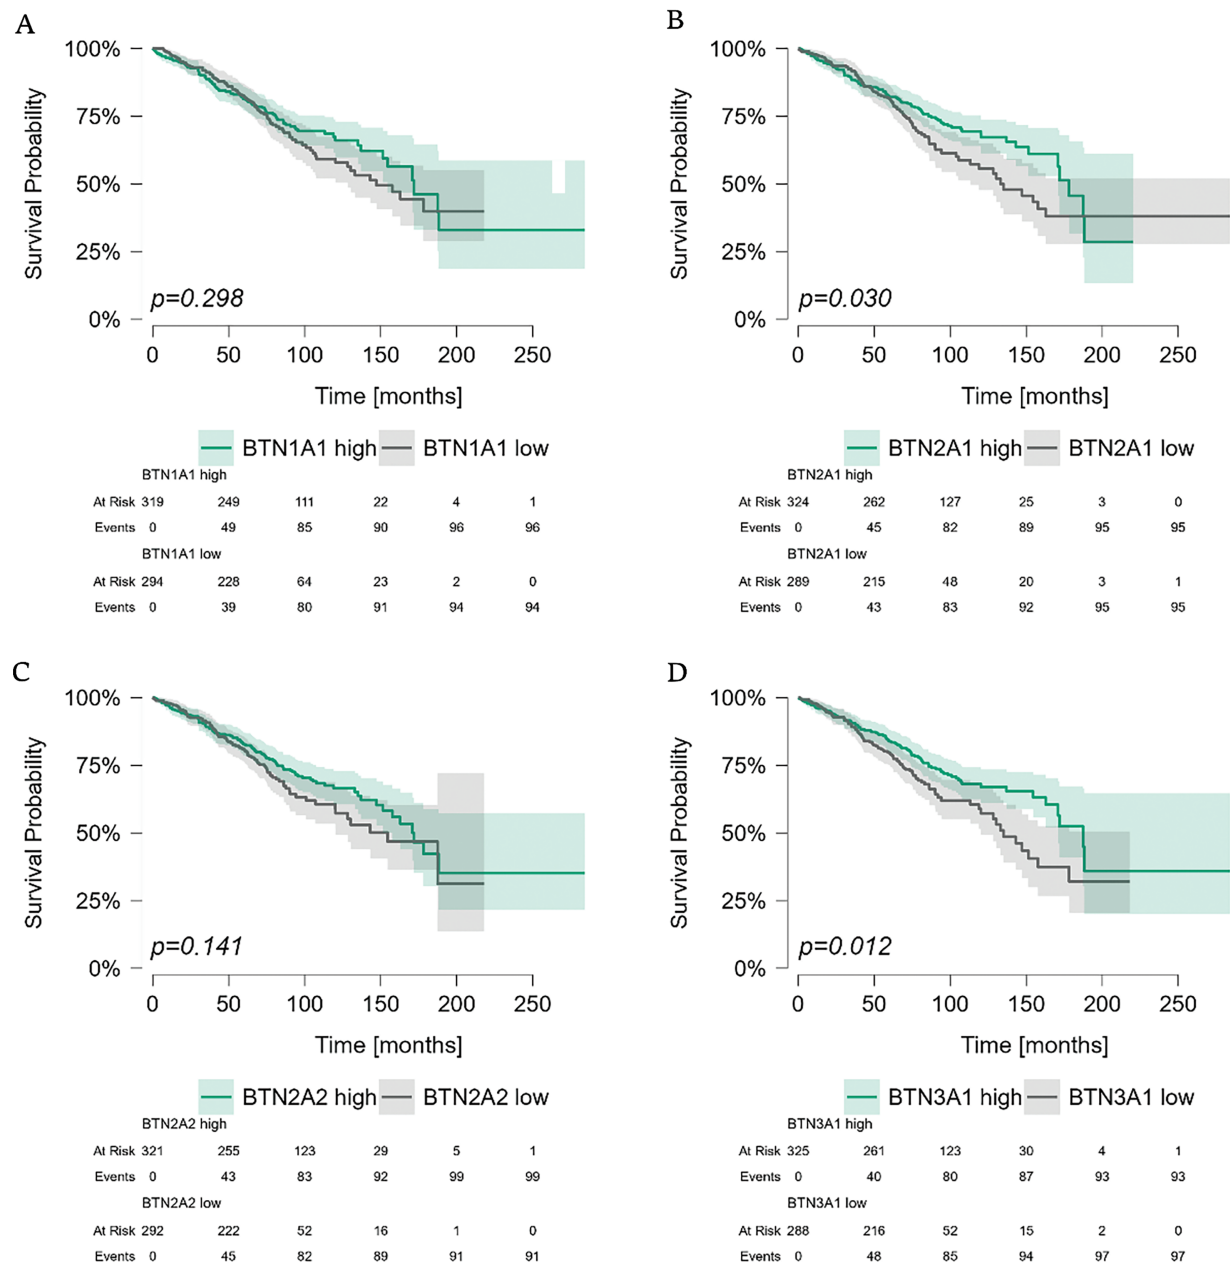 A
Survival Probability
100%
75%
50%
25%
0%
p=0.298
0 50 100 150 200 250
Time [months]
BTN1A1 high BTN1A1 low
BTN1A1 high
At Risk 319 249 111 22 4 1
Events 0 49 85 90 96 96
BTN1A1 low
At Risk 294 228 64 23 2 0
Events 0 39 80 91 94 94
B
Survival Probability
100%
75%
50%
25%
0%
p=0.030
0 50 100 150 200 250
Time [months]
BTN2A1 high BTN2A1 low
BTN2A1 high
At Risk 324 262 127 25 3 0
Events 0 45 82 89 95 95
BTN2A1 low
At Risk 289 215 48 20 3 1
Events 0 43 83 92 95 95
C
Survival Probability
100%
75%
50%
25%
0%
p=0.141
0 50 100 150 200 250
Time [months]
BTN2A2 high BTN2A2 low
BTN2A2 high
At Risk 321 255 123 29 5 1
Events 0 43 83 92 99 99
BTN2A2 low
At Risk 292 222 52 16 1 0
Events 0 45 82 89 91 91
D
Survival Probability
100%
75%
50%
25%
0%
p=0.012
0 50 100 150 200 250
Time [months]
BTN3A1 high BTN3A1 low
BTN3A1 high
At Risk 325 261 123 30 4 1
Events 0 40 80 87 93 93
BTN3A1 low
At Risk 288 216 52 15 2 0
Events 0 48 85 94 97 97